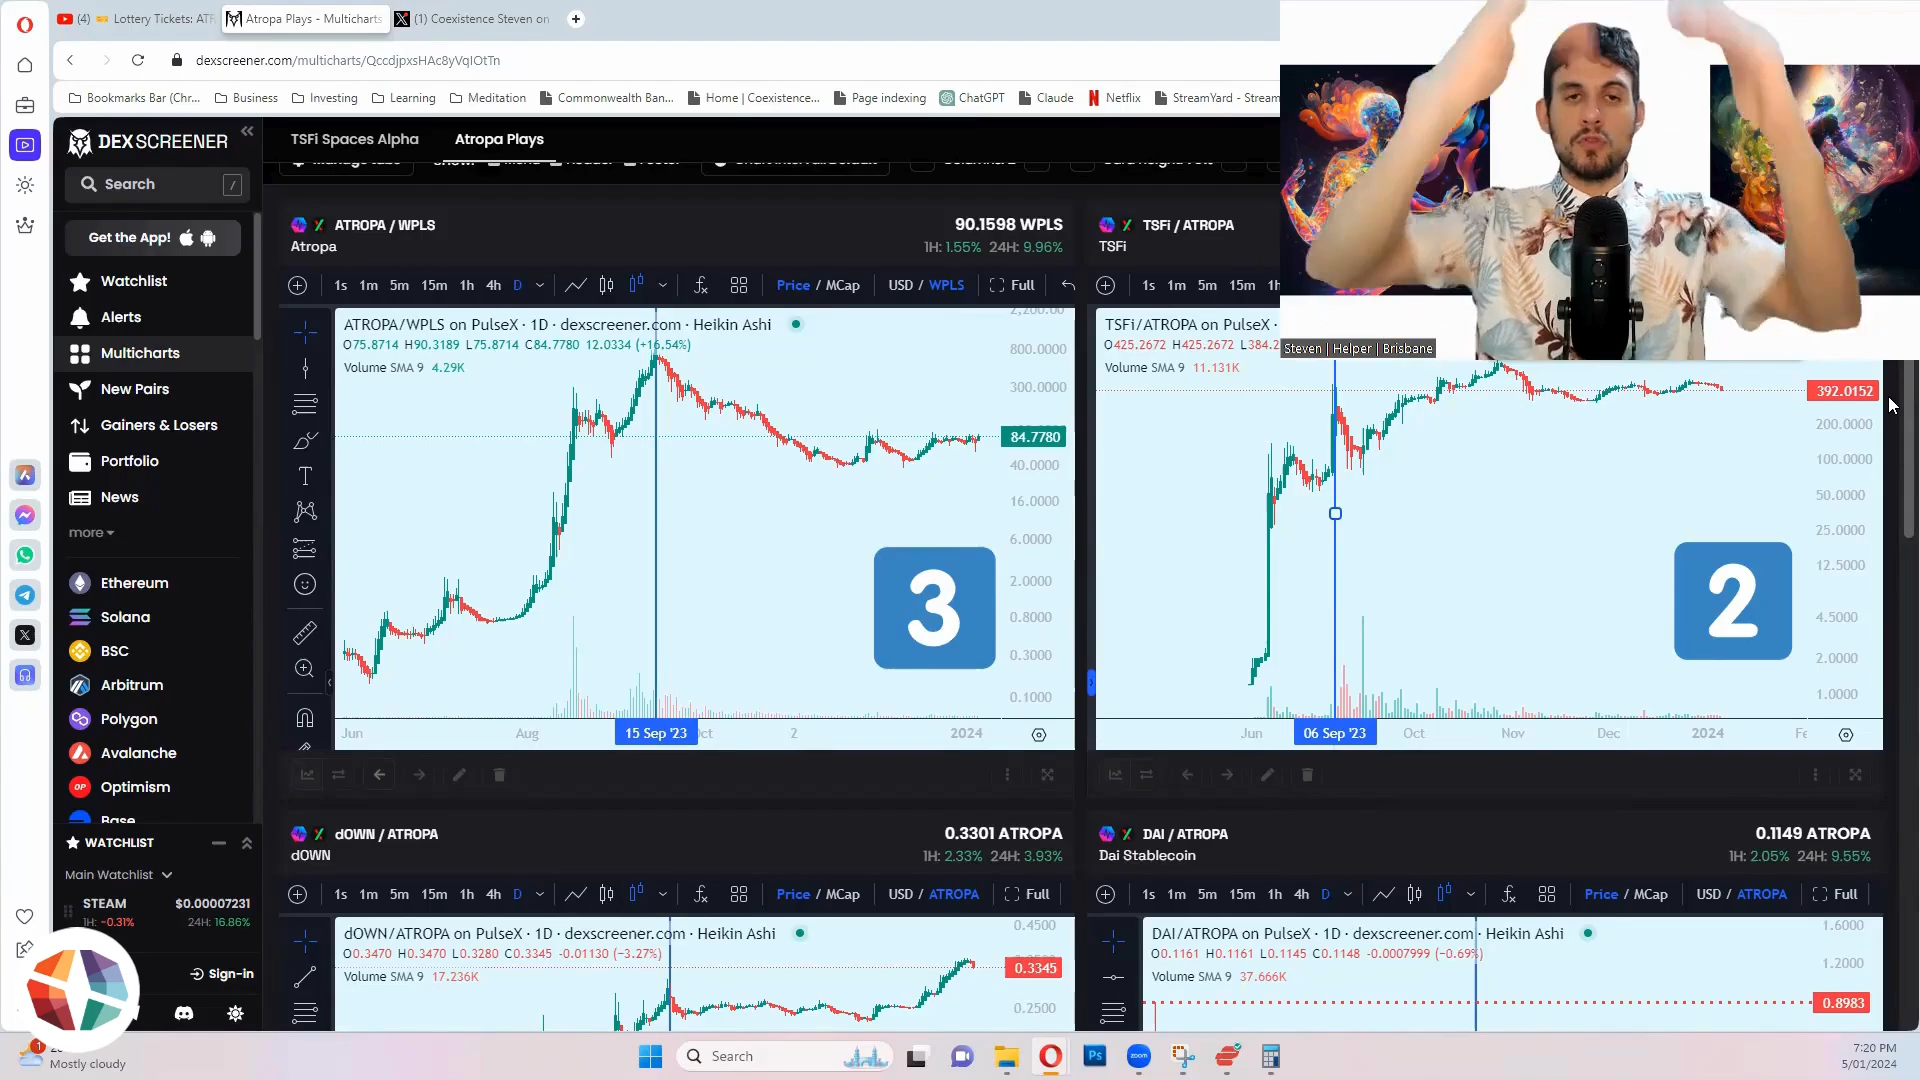 (4) Lottery Tickets: ATR
Atropa Plays - Multicharts
(1) Coexistence Steven on
dexscreener.com/multicharts/QccdjpxsHAc8yVqIOtTn
Bookmarks Bar (Chr...
Business
Investing
Learning
Meditation
Commonwealth Ban...
Home | Coexistence...
Page indexing
ChatGPT
Claude
Netflix
StreamYard - Stream
DEXSCREENER
TSFi Spaces Alpha
Atropa Plays
Search
/
Get the App!
Watchlist
Alerts
Multicharts
New Pairs
Gainers & Losers
Portfolio
News
more
Ethereum
Solana
BSC
Arbitrum
Polygon
Avalanche
OP
Optimism
Base
WATCHLIST
Main Watchlist
STEAM
$0.00007231
1H: -0.31%
24H: 16.86%
Sign-in
ATROPA / WPLS
90.1598 WPLS
Atropa
1H: 1.55% 24H: 9.96%
1s 1m 5m 15m 1h 4h D
Price / MCap
USD / WPLS
Full
ATROPA/WPLS on PulseX · 1D · dexscreener.com · Heikin Ashi
O75.8714 H90.3189 L75.8714 C84.7780 12.0334 (+16.54%)
Volume SMA 9 4.29K
2,200.00
800.0000
300.0000
84.7780
40.0000
16.0000
6.0000
2.0000
0.8000
0.3000
0.1000
3
Jun
Aug
15 Sep '23
Oct
2
2024
TSFi / ATROPA
TSFi
1s 1m 5m 15m 1h
TSFi/ATROPA on PulseX ·
O425.2672 H425.2672 L384.2
Volume SMA 9 11.131K
Steven | Helper | Brisbane
392.0152
200.0000
100.0000
50.0000
25.0000
12.5000
4.5000
2.0000
1.0000
2
Jun
06 Sep '23
Oct
Nov
Dec
2024
Fe
dOWN / ATROPA
0.3301 ATROPA
dOWN
1H: 2.33% 24H: 3.93%
1s 1m 5m 15m 1h 4h D
Price / MCap
USD / ATROPA
Full
dOWN/ATROPA on PulseX · 1D · dexscreener.com · Heikin Ashi
O0.3470 H0.3470 L0.3280 C0.3345 -0.01130 (-3.27%)
Volume SMA 9 17.236K
0.4500
0.3345
0.2500
DAI / ATROPA
0.1149 ATROPA
Dai Stablecoin
1H: 2.05% 24H: 9.55%
1s 1m 5m 15m 1h 4h D
Price / MCap
USD / ATROPA
Full
DAI/ATROPA on PulseX · 1D · dexscreener.com · Heikin Ashi
O0.1161 H0.1161 L0.1145 C0.1148 -0.0007999 (-0.69%)
Volume SMA 9 37.666K
1.6000
1.2000
0.8983
1
Mostly cloudy
Search
Ps
zoom
7:20 PM
5/01/2024